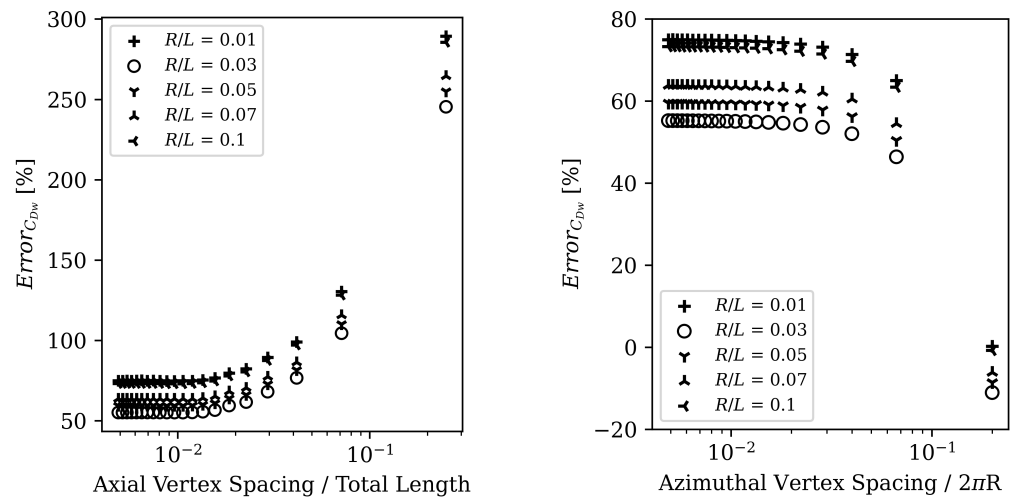 300
250
200
150
100
50
Error_{C_{Dw}} [%]
R/L = 0.01
R/L = 0.03
R/L = 0.05
R/L = 0.07
R/L = 0.1
10⁻²
10⁻¹
Axial Vertex Spacing / Total Length
80
60
40
20
0
−20
Error_{C_{Dw}} [%]
R/L = 0.01
R/L = 0.03
R/L = 0.05
R/L = 0.07
R/L = 0.1
10⁻²
10⁻¹
Azimuthal Vertex Spacing / 2πR